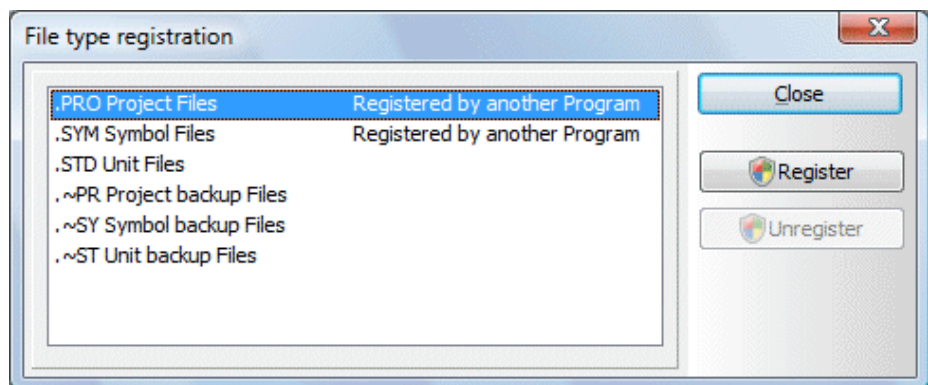 File type registration
.PRO Project Files Registered by another Program
.SYM Symbol Files Registered by another Program
.STD Unit Files
.~PR Project backup Files
.~SY Symbol backup Files
.~ST Unit backup Files
Close
Register
Unregister